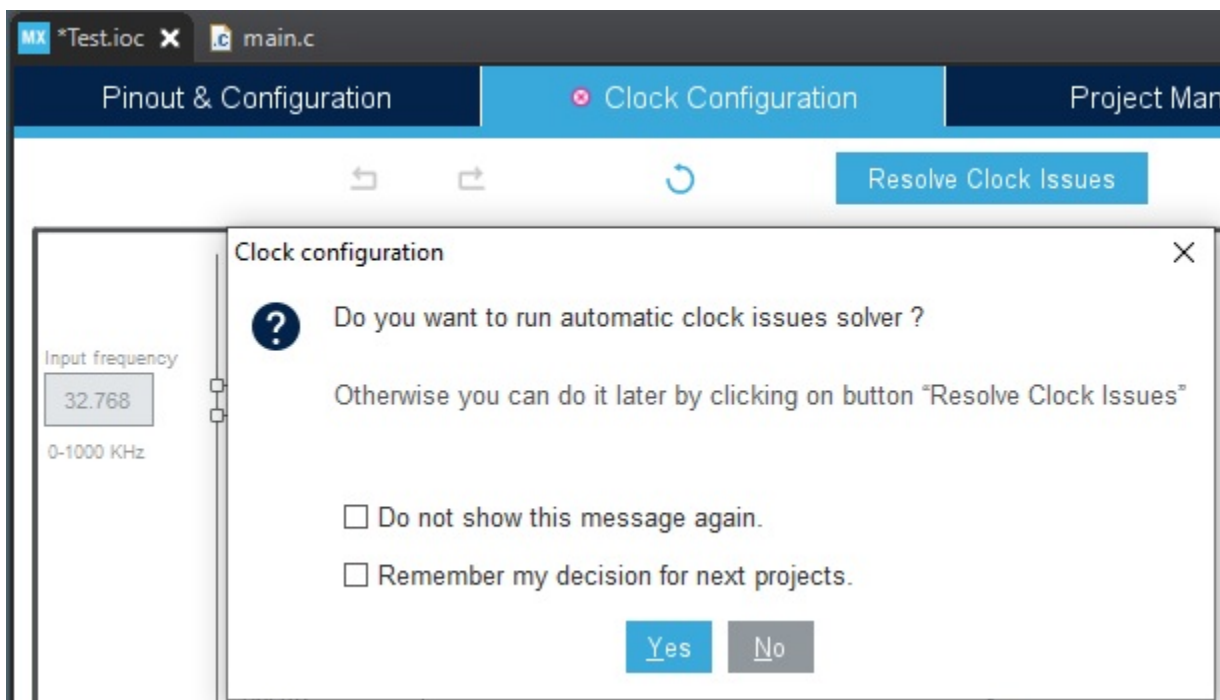 MX *Test.ioc main.c
Pinout & Configuration Clock Configuration Project Man
Resolve Clock Issues
Clock configuration
Do you want to run automatic clock issues solver ?
Otherwise you can do it later by clicking on button “Resolve Clock Issues”
Input frequency
32.768
0-1000 KHz
Do not show this message again.
Remember my decision for next projects.
Yes No